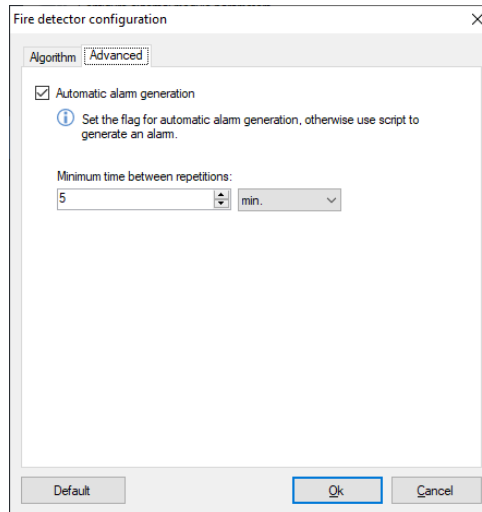 Fire detector configuration
Algorithm
Advanced
Automatic alarm generation
Set the flag for automatic alarm generation, otherwise use script to
generate an alarm.
Minimum time between repetitions:
5
min.
Default
Ok
Cancel